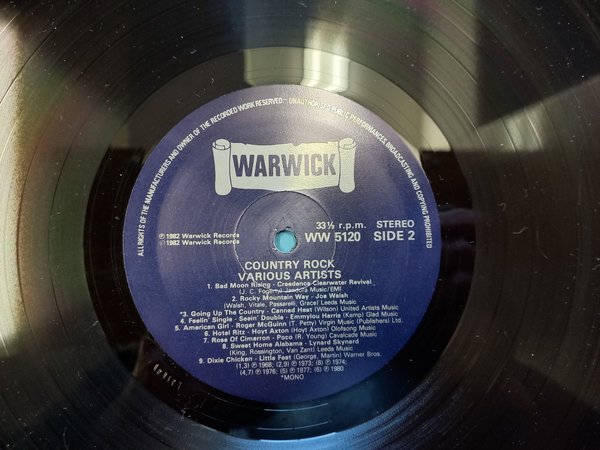 ALL RIGHTS OF THE MANUFACTURERS AND OWNER OF THE RECORDED WORK RESERVED - UNAUTHORISED PUBLIC PERFORMANCES, BROADCASTING AND COPYING PROHIBITED
WARWICK
℗ 1982 Warwick Records
© 1982 Warwick Records
33⅓ r.p.m. STEREO
WW 5120 SIDE 2
COUNTRY ROCK
VARIOUS ARTISTS
1. Bad Moon Rising - Creedence Clearwater Revival
(J. C. Fogerty) Jondora Music/EMI
2. Rocky Mountain Way - Joe Walsh
(Walsh, Vitale, Passarell, Grace) Leeds Music
*3. Going Up The Country - Canned Heat (Wilson) United Artists Music
4. Feelin' Single - Seein' Double - Emmylou Harris (Kemp) Glad Music
5. American Girl - Roger McGuinn (T. Petty) Virgin Music (Publishers) Ltd.
6. Hotel Ritz - Hoyt Axton (Hoyt Axton) Olofsong Music
7. Rose Of Cimarron - Poco (R. Young) Cavalcade Music
8. Sweet Home Alabama - Lynard Skynard
(King, Rossington, Van Zant) Leeds Music
9. Dixie Chicken - Little Feat (George, Martin) Warner Bros.
(1,3) ℗ 1968; (2,9) ℗ 1973; (8) ℗ 1974;
(4,7) ℗ 1976; (5) ℗ 1977; (6) ℗ 1980
*MONO